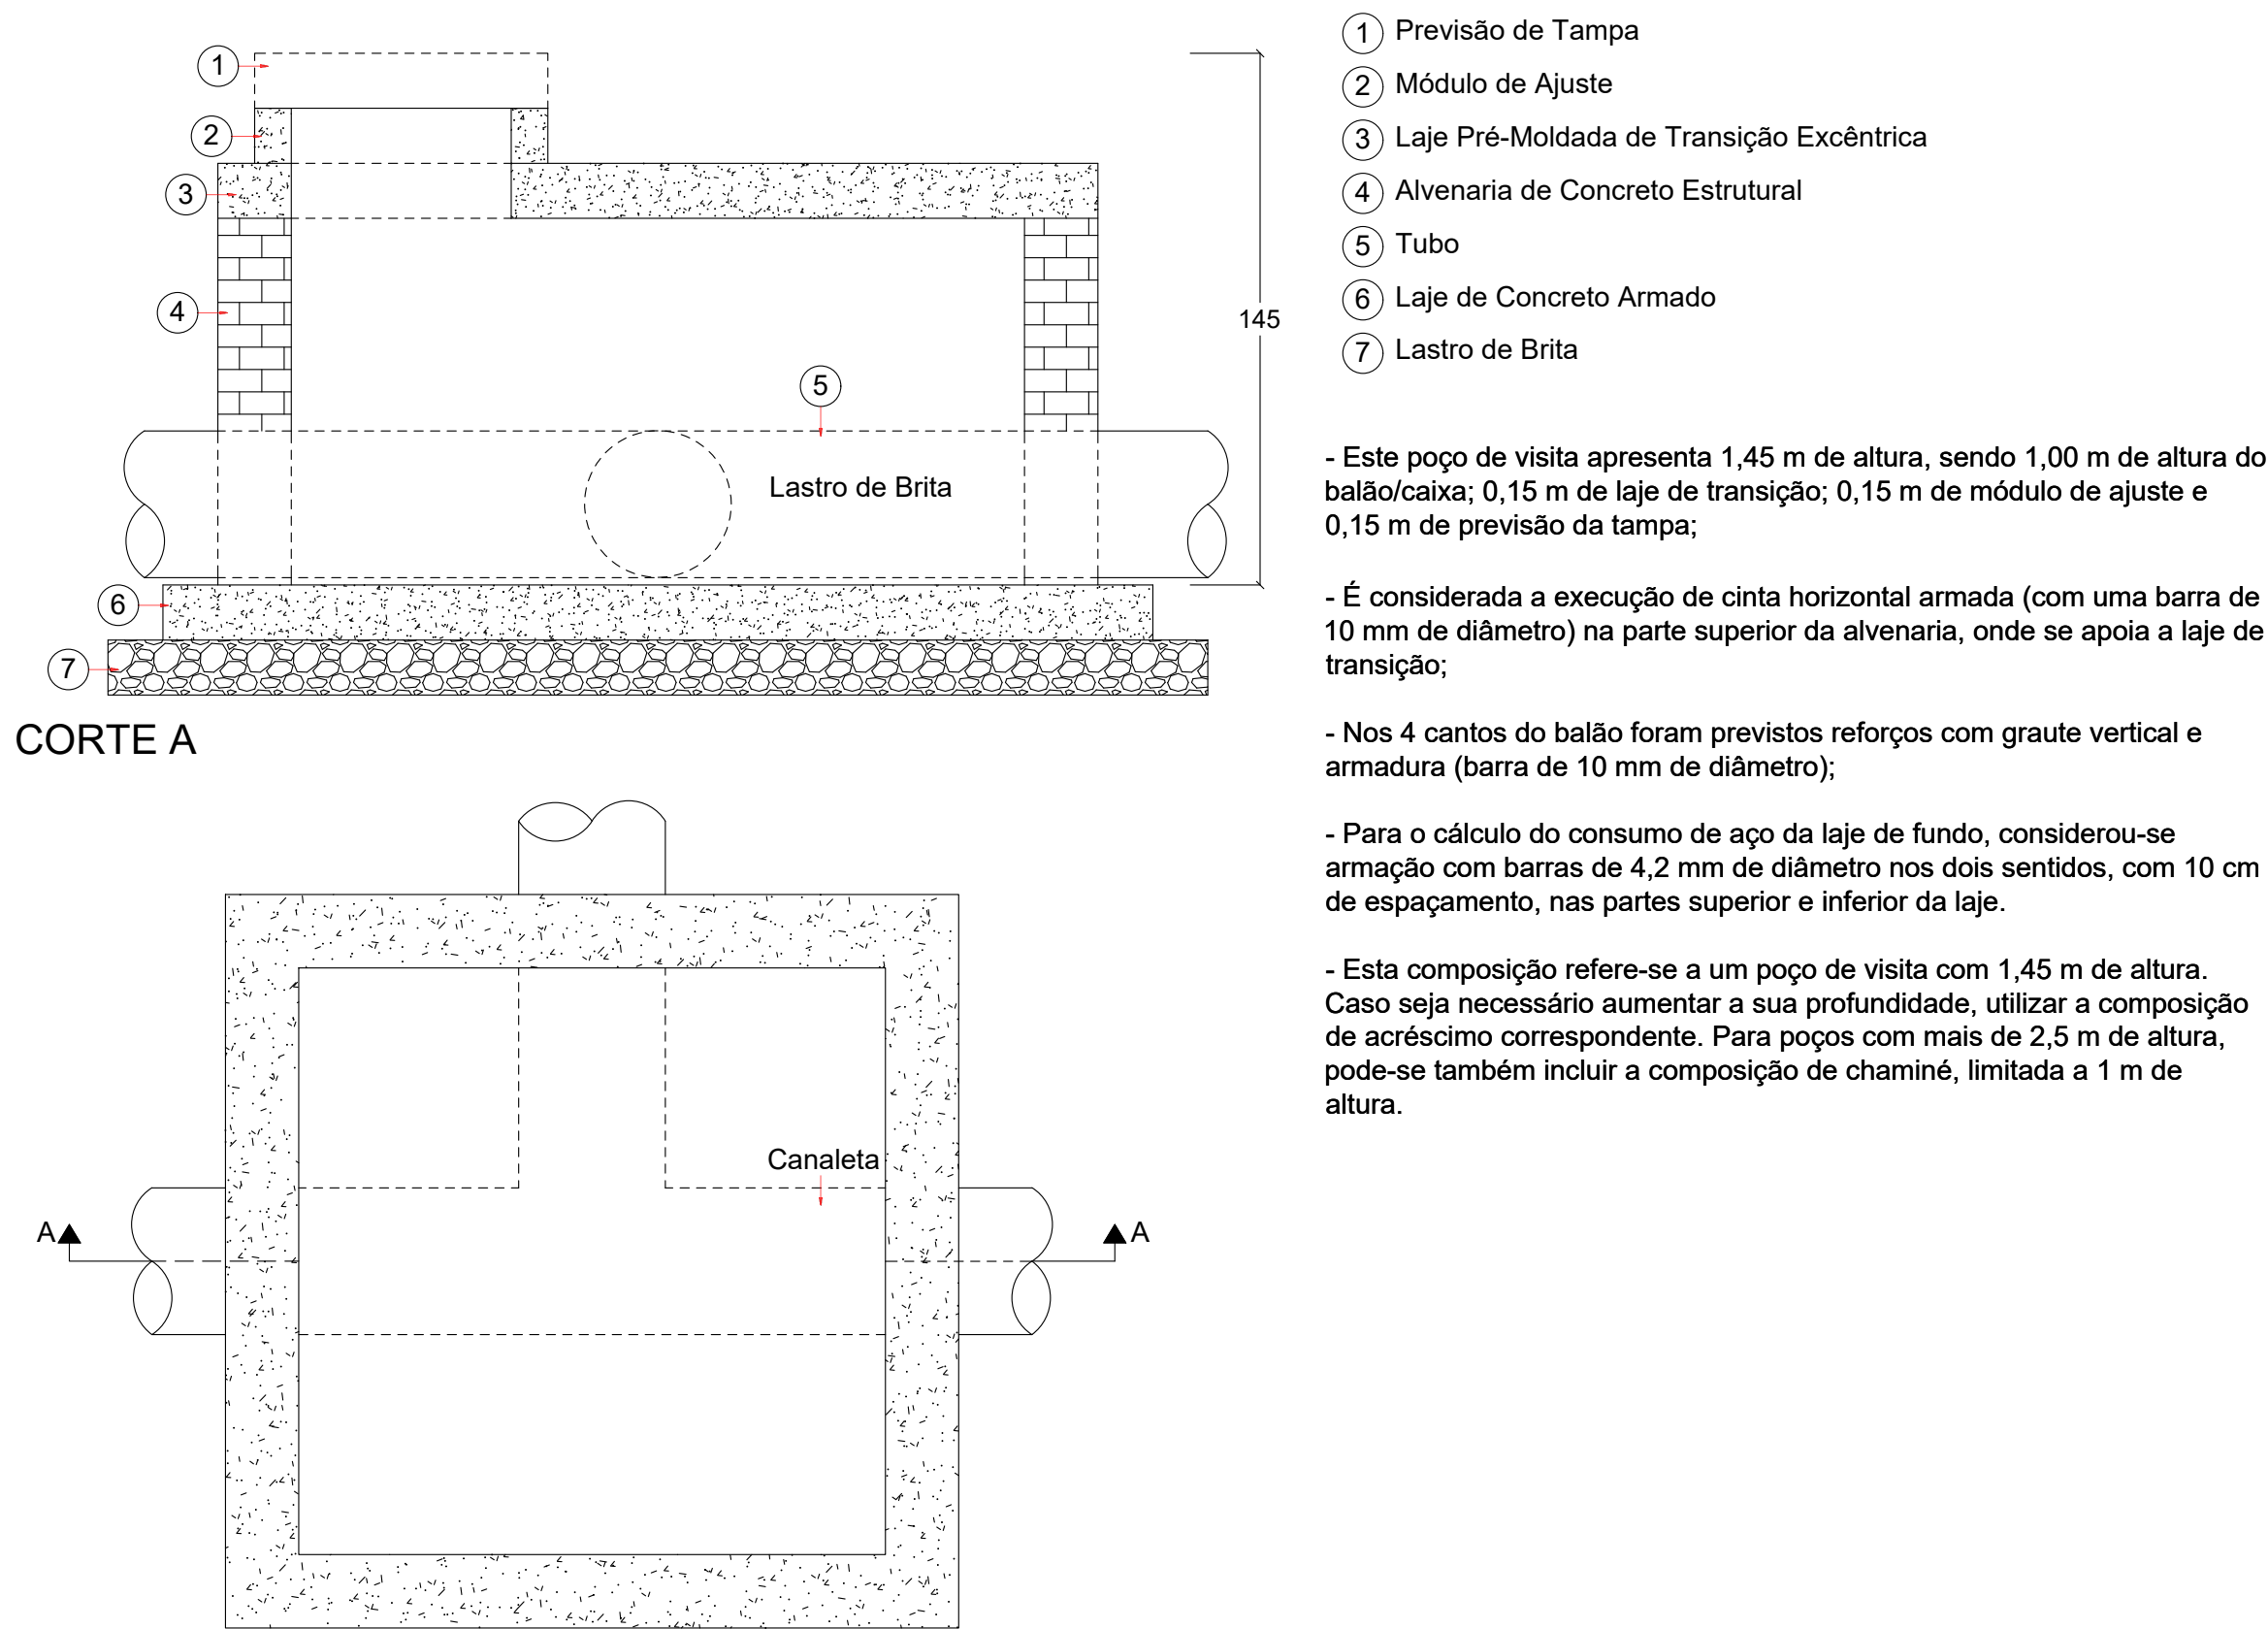 1
2
3
4
5
6
7
145
Lastro de Brita
CORTE A
1 Previsão de Tampa
2 Módulo de Ajuste
3 Laje Pré-Moldada de Transição Excêntrica
4 Alvenaria de Concreto Estrutural
5 Tubo
6 Laje de Concreto Armado
7 Lastro de Brita
- Este poço de visita apresenta 1,45 m de altura, sendo 1,00 m de altura do
balão/caixa; 0,15 m de laje de transição; 0,15 m de módulo de ajuste e
0,15 m de previsão da tampa;
- É considerada a execução de cinta horizontal armada (com uma barra de
10 mm de diâmetro) na parte superior da alvenaria, onde se apoia a laje de
transição;
- Nos 4 cantos do balão foram previstos reforços com graute vertical e
armadura (barra de 10 mm de diâmetro);
- Para o cálculo do consumo de aço da laje de fundo, considerou-se
armação com barras de 4,2 mm de diâmetro nos dois sentidos, com 10 cm
de espaçamento, nas partes superior e inferior da laje.
- Esta composição refere-se a um poço de visita com 1,45 m de altura.
Caso seja necessário aumentar a sua profundidade, utilizar a composição
de acréscimo correspondente. Para poços com mais de 2,5 m de altura,
pode-se também incluir a composição de chaminé, limitada a 1 m de
altura.
Canaleta
A
A